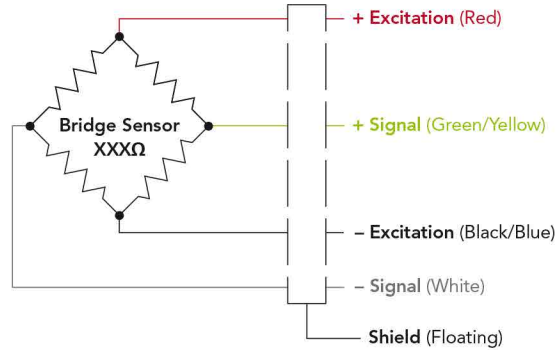 + Excitation (Red)
Bridge Sensor
XXXΩ
+ Signal (Green/Yellow)
– Excitation (Black/Blue)
– Signal (White)
Shield (Floating)